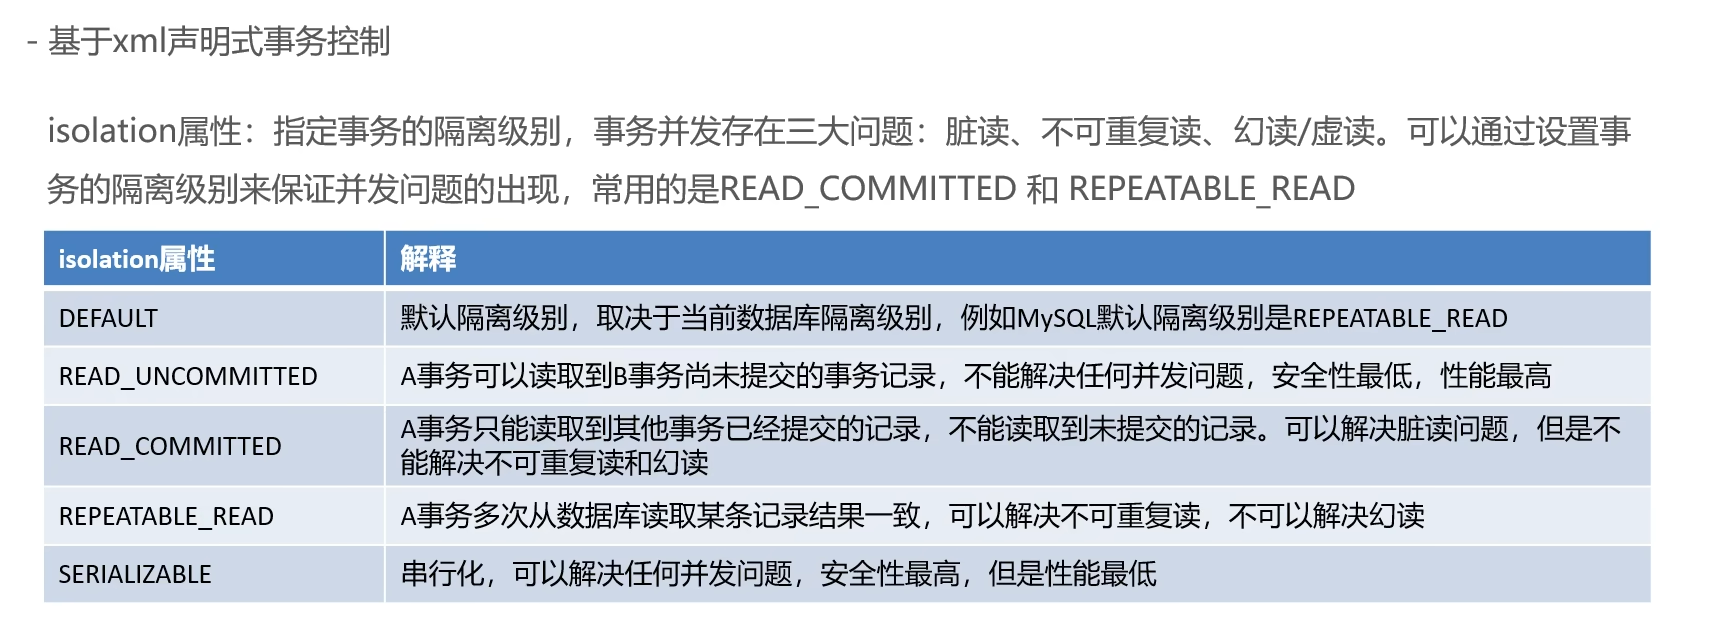 - 基于xml声明式事务控制
isolation属性：指定事务的隔离级别，事务并发存在三大问题：脏读、不可重复读、幻读/虚读。可以通过设置事
务的隔离级别来保证并发问题的出现，常用的是READ_COMMITTED 和 REPEATABLE_READ
isolation属性 解释
DEFAULT 默认隔离级别，取决于当前数据库隔离级别，例如MySQL默认隔离级别是REPEATABLE_READ
READ_UNCOMMITTED A事务可以读取到B事务尚未提交的事务记录，不能解决任何并发问题，安全性最低，性能最高
READ_COMMITTED A事务只能读取到其他事务已经提交的记录，不能读取到未提交的记录。可以解决脏读问题，但是不
能解决不可重复读和幻读
REPEATABLE_READ A事务多次从数据库读取某条记录结果一致，可以解决不可重复读，不可以解决幻读
SERIALIZABLE 串行化，可以解决任何并发问题，安全性最高，但是性能最低